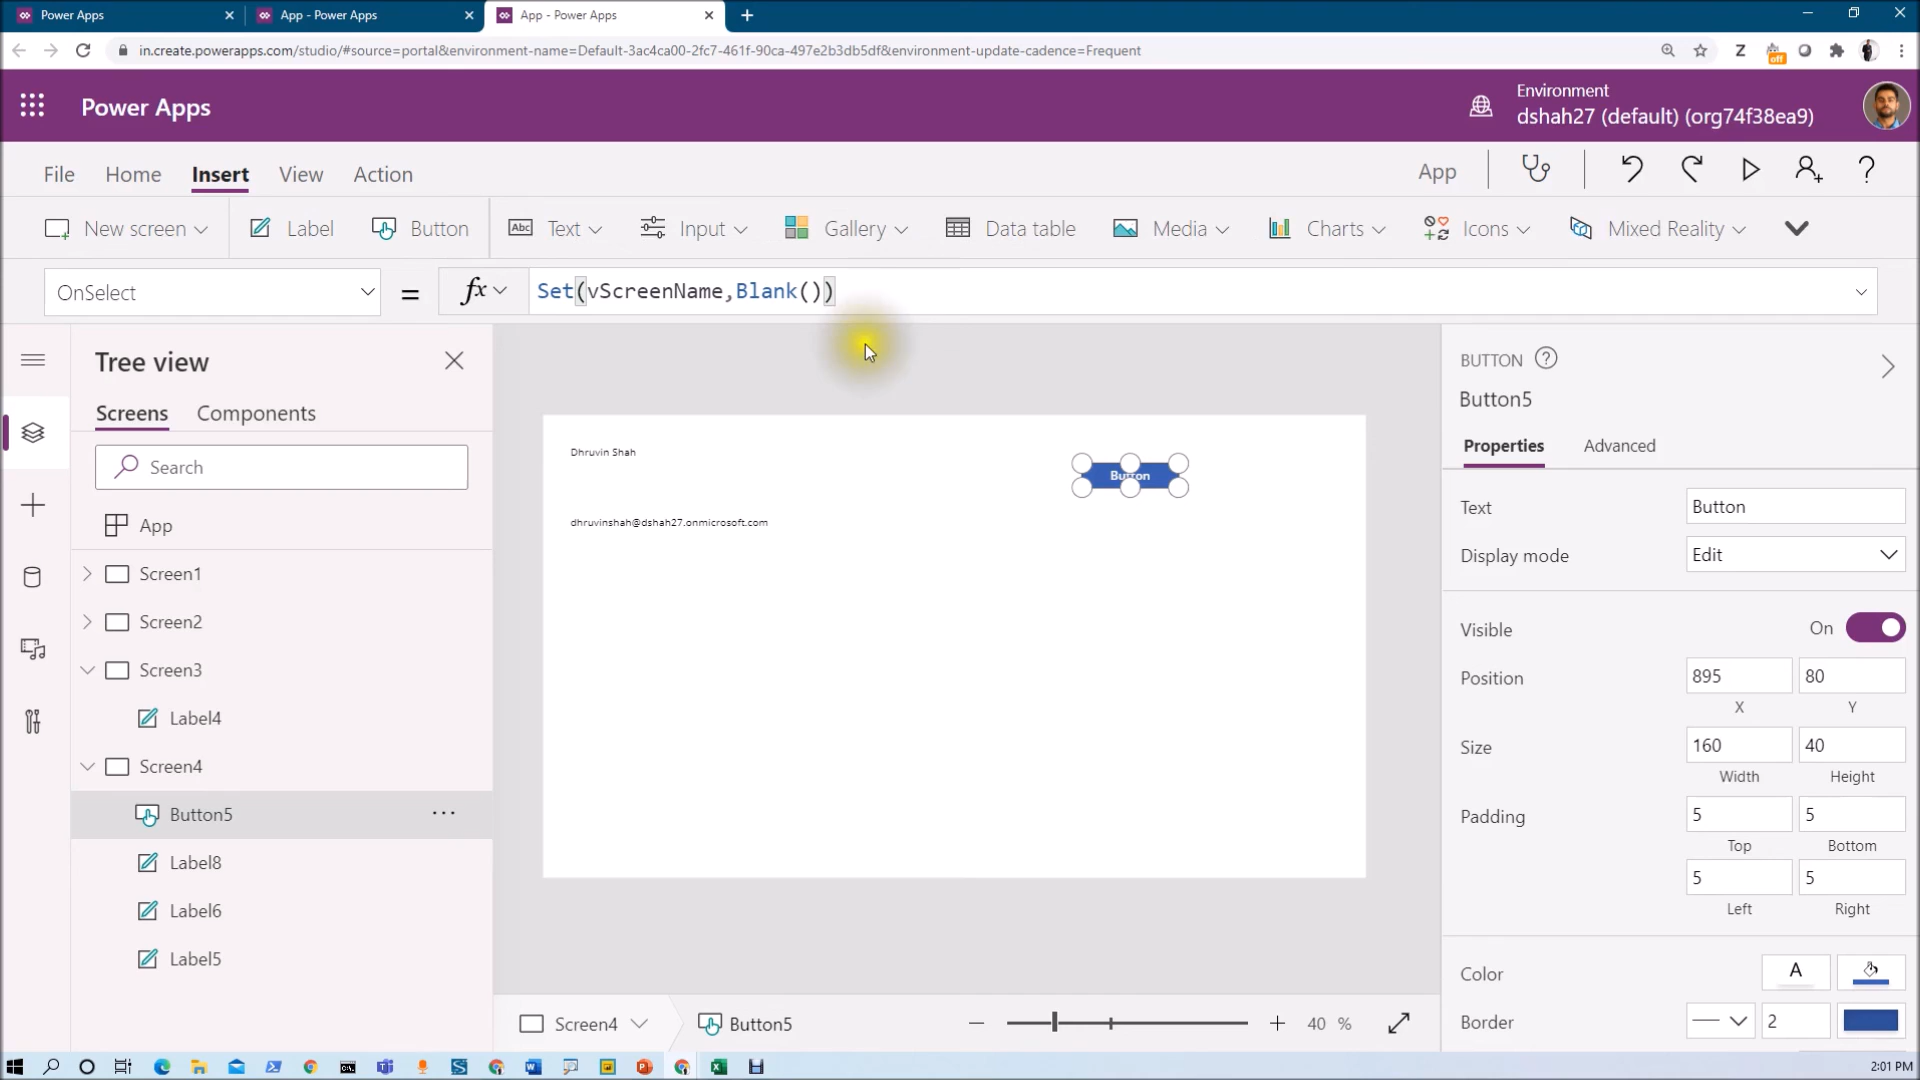 Power Apps
App - Power Apps
App - Power Apps
in.create.powerapps.com/studio/#source=portal&environment-name=Default-3ac4ca00-2fc7-461f-90ca-497e2b3db5df&environment-update-cadence=Frequent
Z
off
Power Apps
Environment
dshah27 (default) (org74f38ea9)
File Home Insert View Action
App
New screen
Label
Button
Abc Text
Input
Gallery
Data table
Media
Charts
Icons
Mixed Reality
OnSelect
=
fx
Set(vScreenName,Blank())
Tree view
Screens Components
Search
App
Screen1
Screen2
Screen3
Label4
Screen4
Button5
Label8
Label6
Label5
Dhruvin Shah
Button
dhruvinshah@dshah27.onmicrosoft.com
Screen4
Button5
40 %
BUTTON
Button5
Properties Advanced
Text Button
Display mode Edit
Visible On
Position 895 80
X Y
Size 160 40
Width Height
Padding 5 5
Top Bottom
5 5
Left Right
Color A
Border 2
2:01 PM